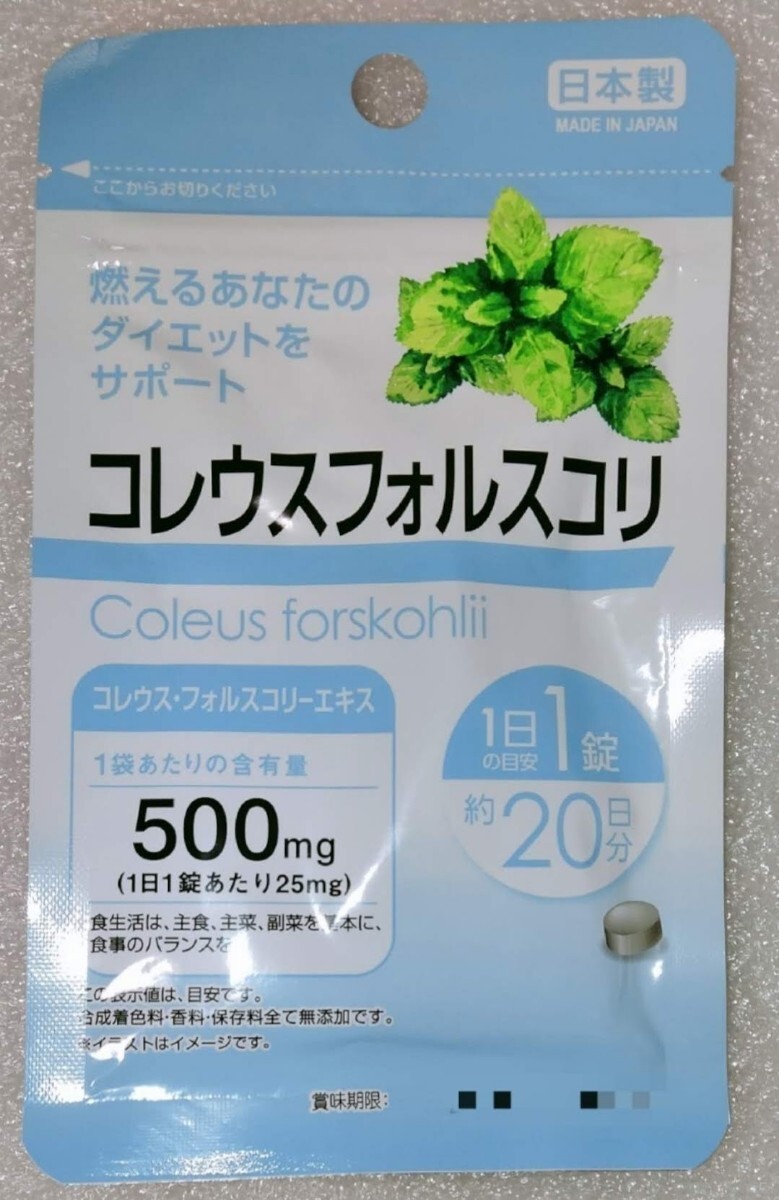 日本製
MADE IN JAPAN
ここからお切りください
燃えるあなたの
ダイエットを
サポート
コレウスフォルスコリ
Coleus forskohlii
コレウス・フォルスコリーエキス
1袋あたりの含有量
500mg
(1日1錠あたり25mg)
1日の目安1錠
約20日分
食生活は、主食、主菜、副菜を基本に、
食事のバランスを
この表示値は、目安です。
合成着色料・香料・保存料全て無添加です。
※イラストはイメージです。
賞味期限: